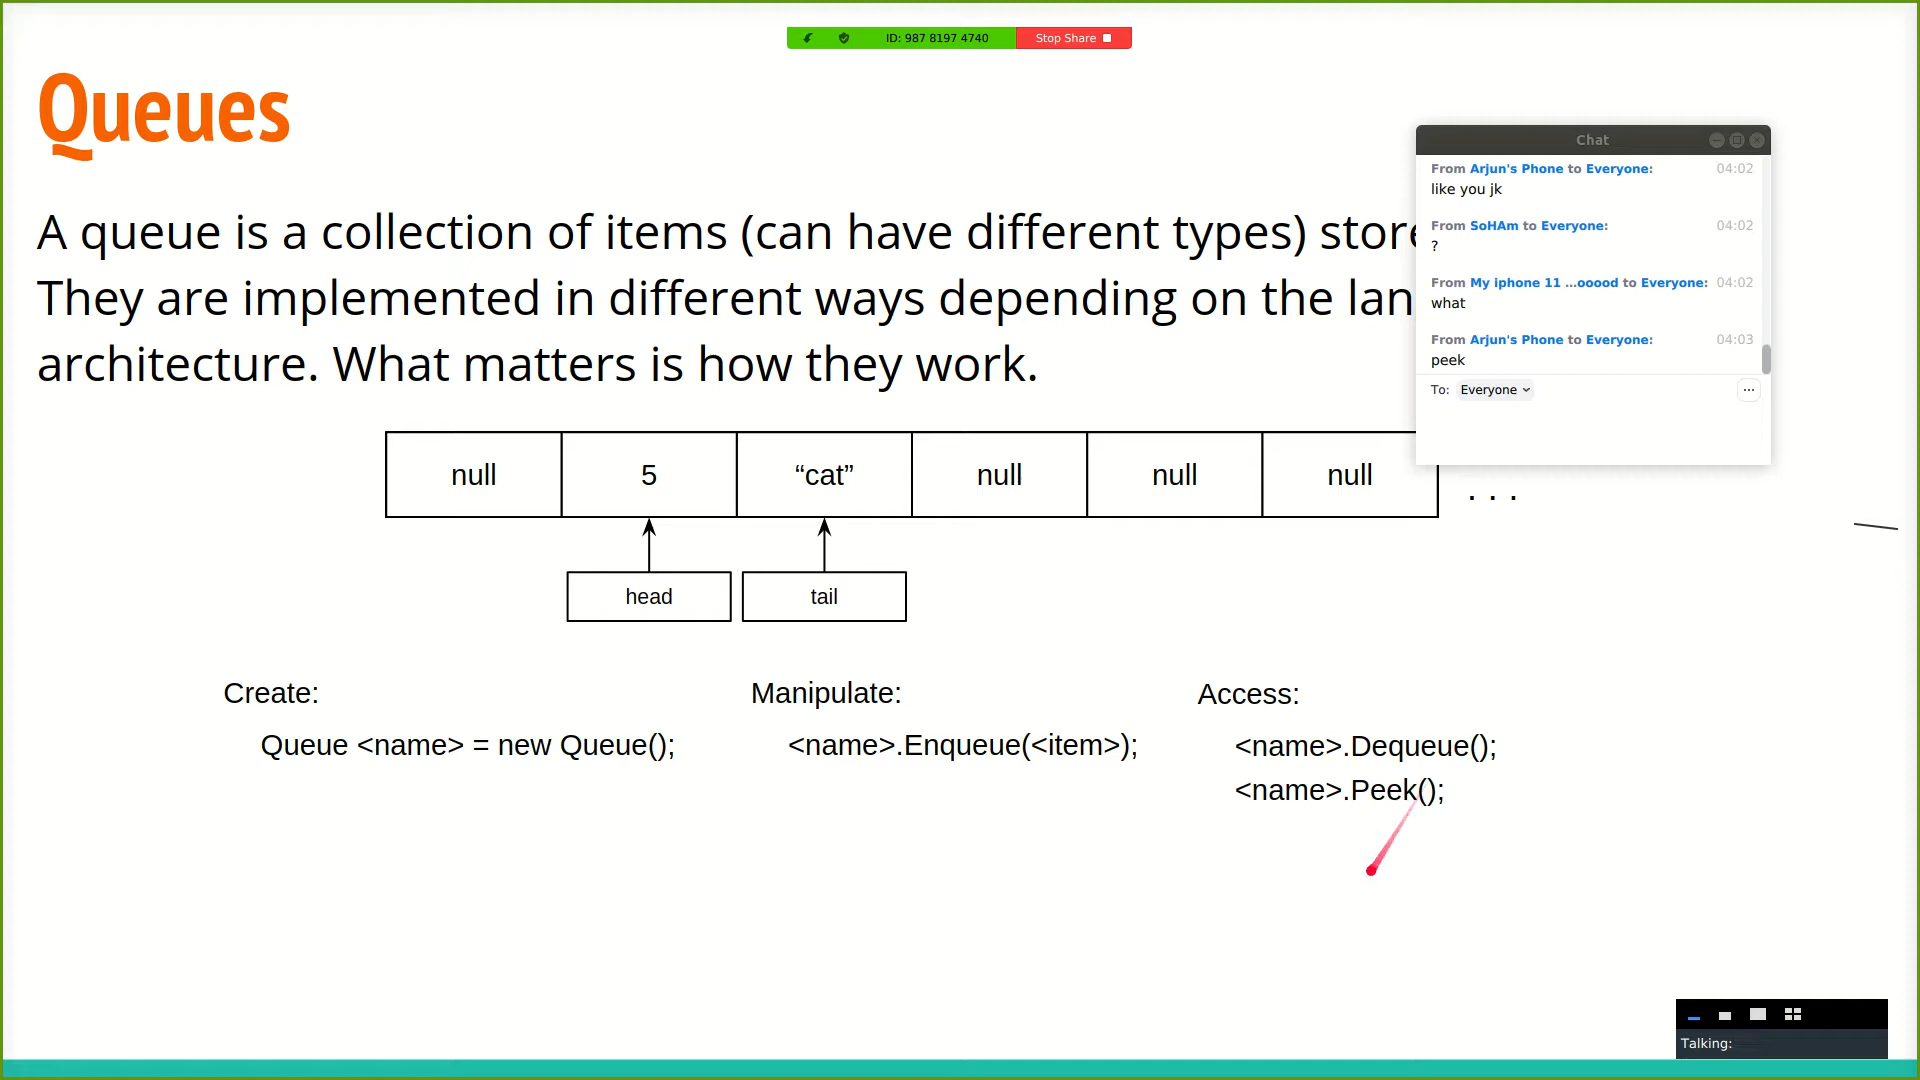 ID: 987 8197 4740
Stop Share
Queues
A queue is a collection of items (can have different types)
They are implemented in different ways depending on the
architecture. What matters is how they work.
Chat
From Arjun's Phone to Everyone: 04:02
like you jk
From SoHAm to Everyone: 04:02
?
From My iphone 11 ...ooood to Everyone: 04:02
what
From Arjun's Phone to Everyone: 04:03
peek
To: Everyone
...
null 5 “cat” null null null . . .
head tail
Create:
Queue <name> = new Queue();
Manipulate:
<name>.Enqueue(<item>);
Access:
<name>.Dequeue();
<name>.Peek();
Talking: